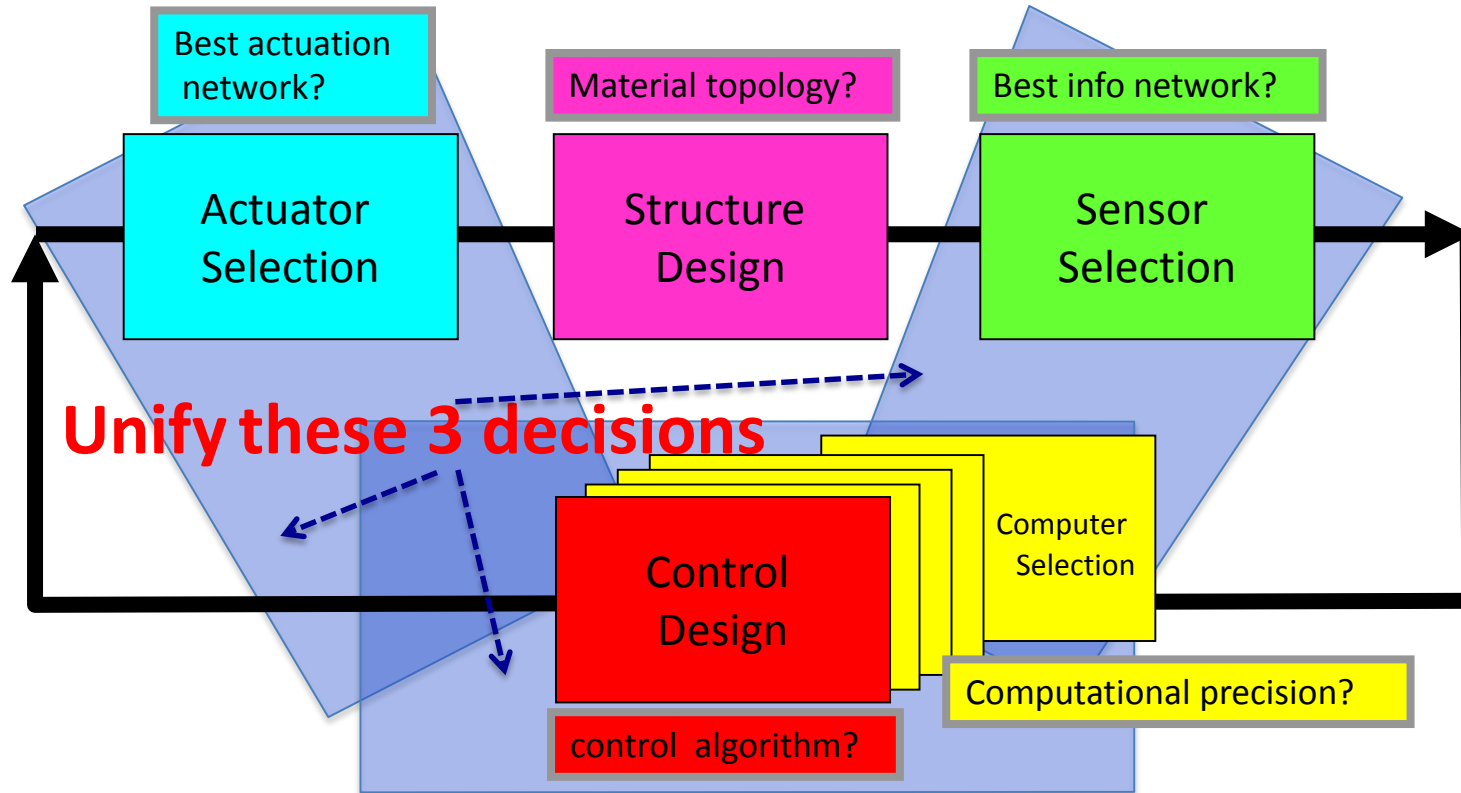 Best actuation
network?
Material topology?
Best info network?
Actuator
Selection
Structure
Design
Sensor
Selection
Unify these 3 decisions
Computer
Selection
Control
Design
Computational precision?
control algorithm?